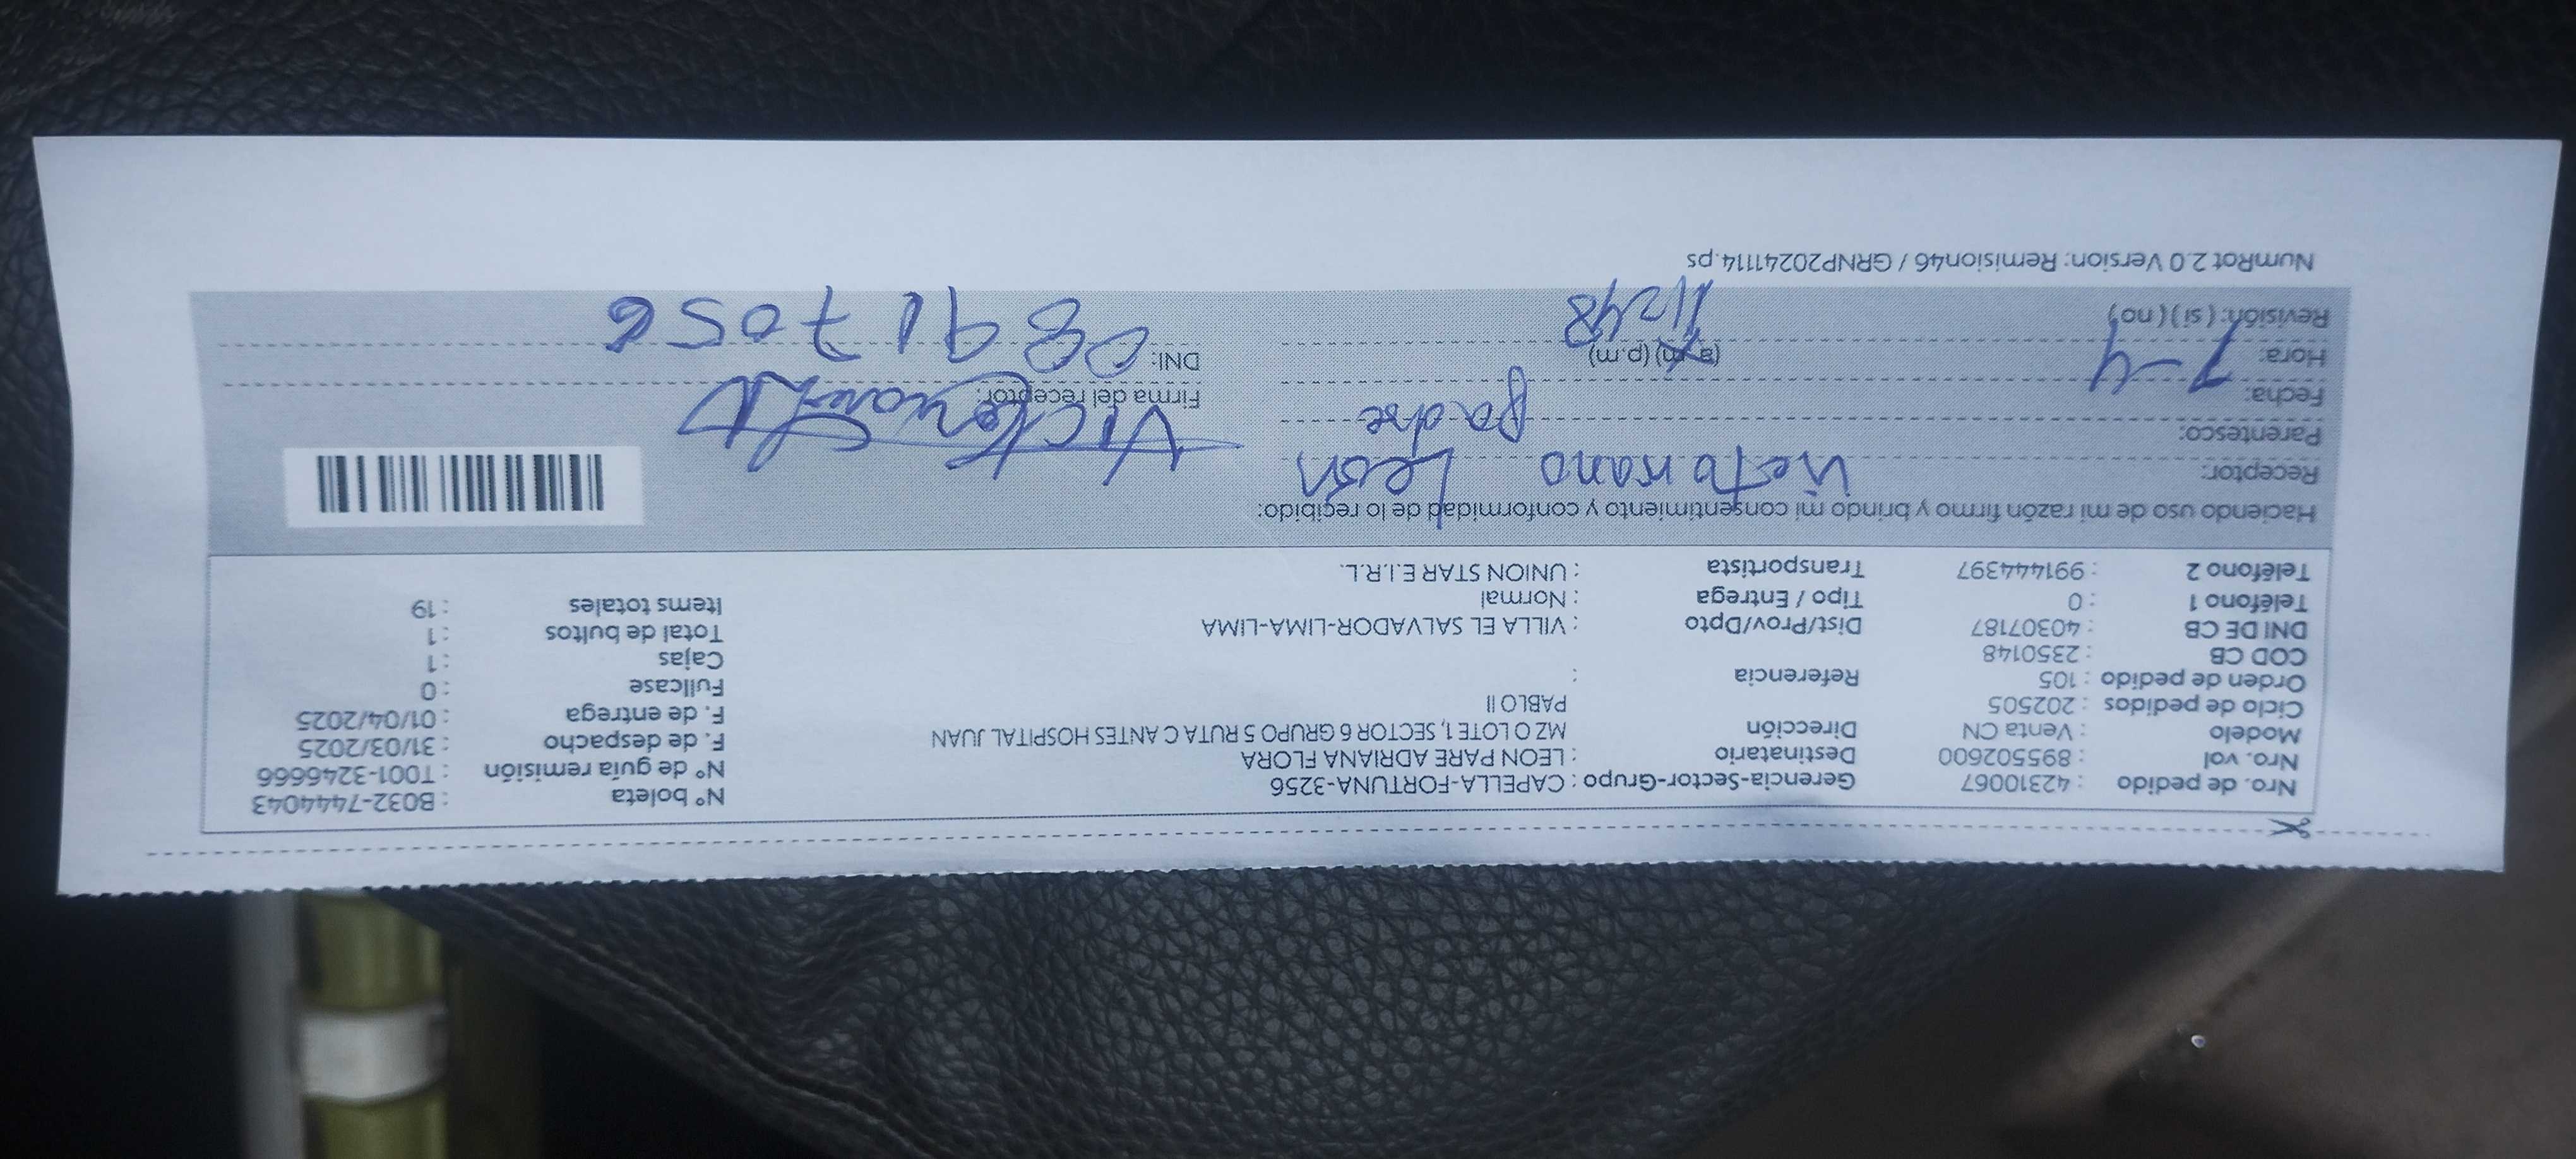 Nro. de pedido : 42310067 Gerencia-Sector-Grupo : CAPELLA-FORTUNA-3256 N° boleta : B032-7444043
Nro. vol : 895502600 Destinatario : LEON PARE ADRIANA FLORA N° de guía remisión : T001-3246666
Modelo : Venta CN Dirección MZ O LOTE 1, SECTOR 6 GRUPO 5 RUTA C ANTES HOSPITAL JUAN F. de despacho : 31/03/2025
Ciclo de pedidos : 202505 PABLO II F. de entrega : 01/04/2025
Orden de pedido : 105 Referencia : Fullcase : 0
COD CB : 2350148 Cajas : 1
DNI DE CB : 40307187 Dist/Prov/Dpto : VILLA EL SALVADOR-LIMA-LIMA Total de bultos : 1
Teléfono 1 : 0 Tipo / Entrega : Normal Items totales : 19
Teléfono 2 : 991444397 Transportista : UNION STAR E.I.R.L.
Haciendo uso de mi razón firmo y brindo mi consentimiento y conformidad de lo recibido:
Receptor: Victoriano León
Parentesco: Padre
Fecha: 7-4 Firma del receptor:
Hora: (a.m) (p.m) 11:248 DNI: 08917056
Revisión: ( si ) ( no )
NumRot 2.0 Version: Remision46 / GRNP20241114.ps